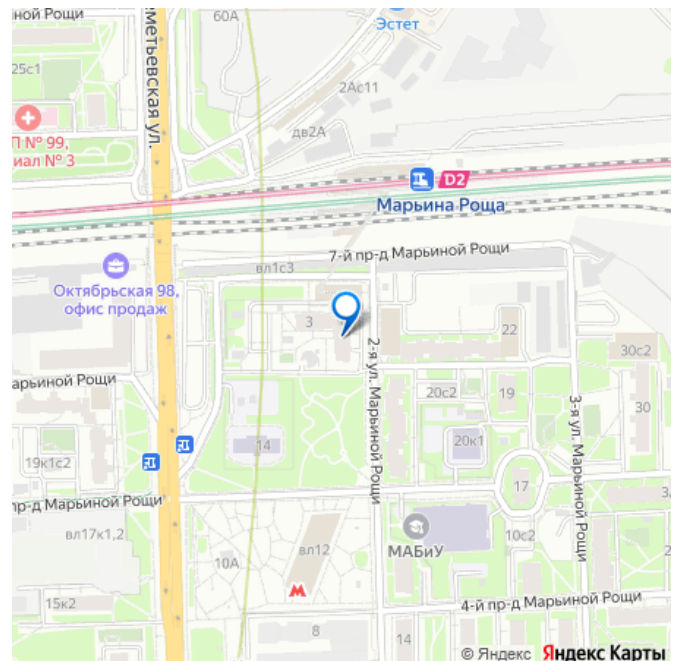 ной Рощи
60А
Эстет
25с1
2Ас11
метьевская ул.
дв2А
П № 99,
иал № 3
D2
Марьина Роща
7-й пр-д Марьиной Рощи
вл1с3
Октябрьская 98,
офис продаж
3
22
30с2
2-я ул. Марьиной Рощи
арьиной Рощи
20с2
19
3-я ул. Марьиной Рощи
30
14
20к1
19к1с2
17
пр-д Марьиной Рощи
вл17к1,2
МАБиУ
10с2
вл12
10А
15к2
4-й пр-д Марьиной Рощи
8
14
© Яндекс Яндекс Карты